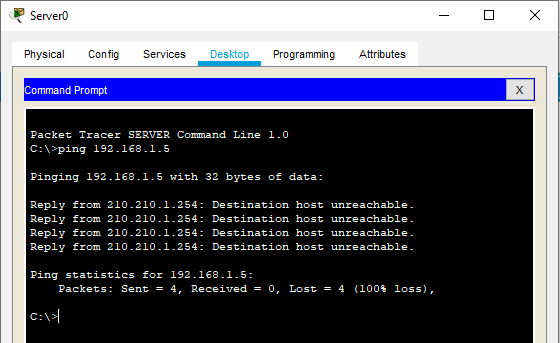 Server0
Physical Config Services Desktop Programming Attributes
Command Prompt X
Packet Tracer SERVER Command Line 1.0
C:\>ping 192.168.1.5
Pinging 192.168.1.5 with 32 bytes of data:
Reply from 210.210.1.254: Destination host unreachable.
Reply from 210.210.1.254: Destination host unreachable.
Reply from 210.210.1.254: Destination host unreachable.
Reply from 210.210.1.254: Destination host unreachable.
Ping statistics for 192.168.1.5:
Packets: Sent = 4, Received = 0, Lost = 4 (100% loss),
C:\>